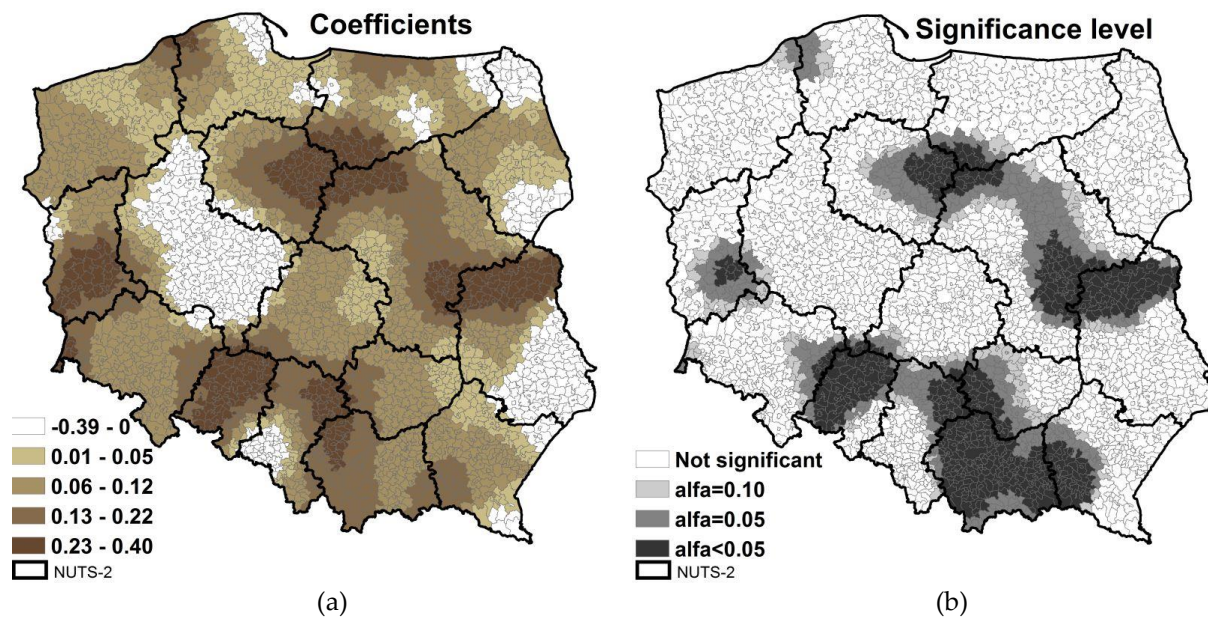 Coefficients
-0.39 - 0
0.01 - 0.05
0.06 - 0.12
0.13 - 0.22
0.23 - 0.40
NUTS-2
(a)
Significance level
Not significant
alfa=0.10
alfa=0.05
alfa<0.05
NUTS-2
(b)